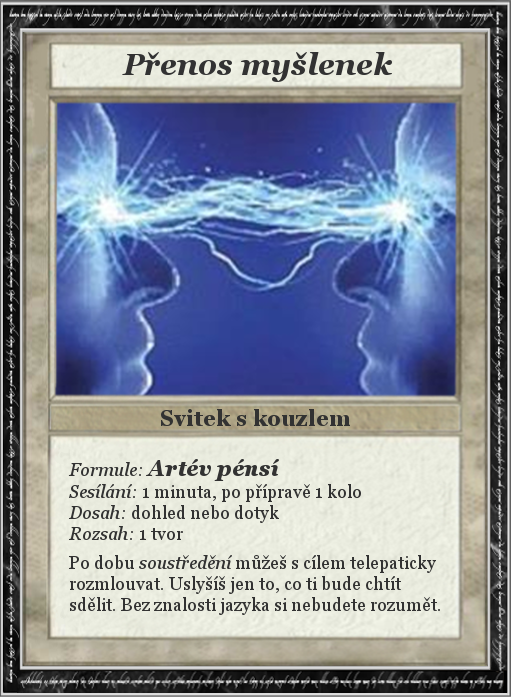 Přenos myšlenek
Svitek s kouzlem
Formule: Artév pénsí
Sesílání: 1 minuta, po přípravě 1 kolo
Dosah: dohled nebo dotyk
Rozsah: 1 tvor
Po dobu soustředění můžeš s cílem telepaticky
rozmlouvat. Uslyšíš jen to, co ti bude chtít
sdělit. Bez znalosti jazyka si nebudete rozumět.